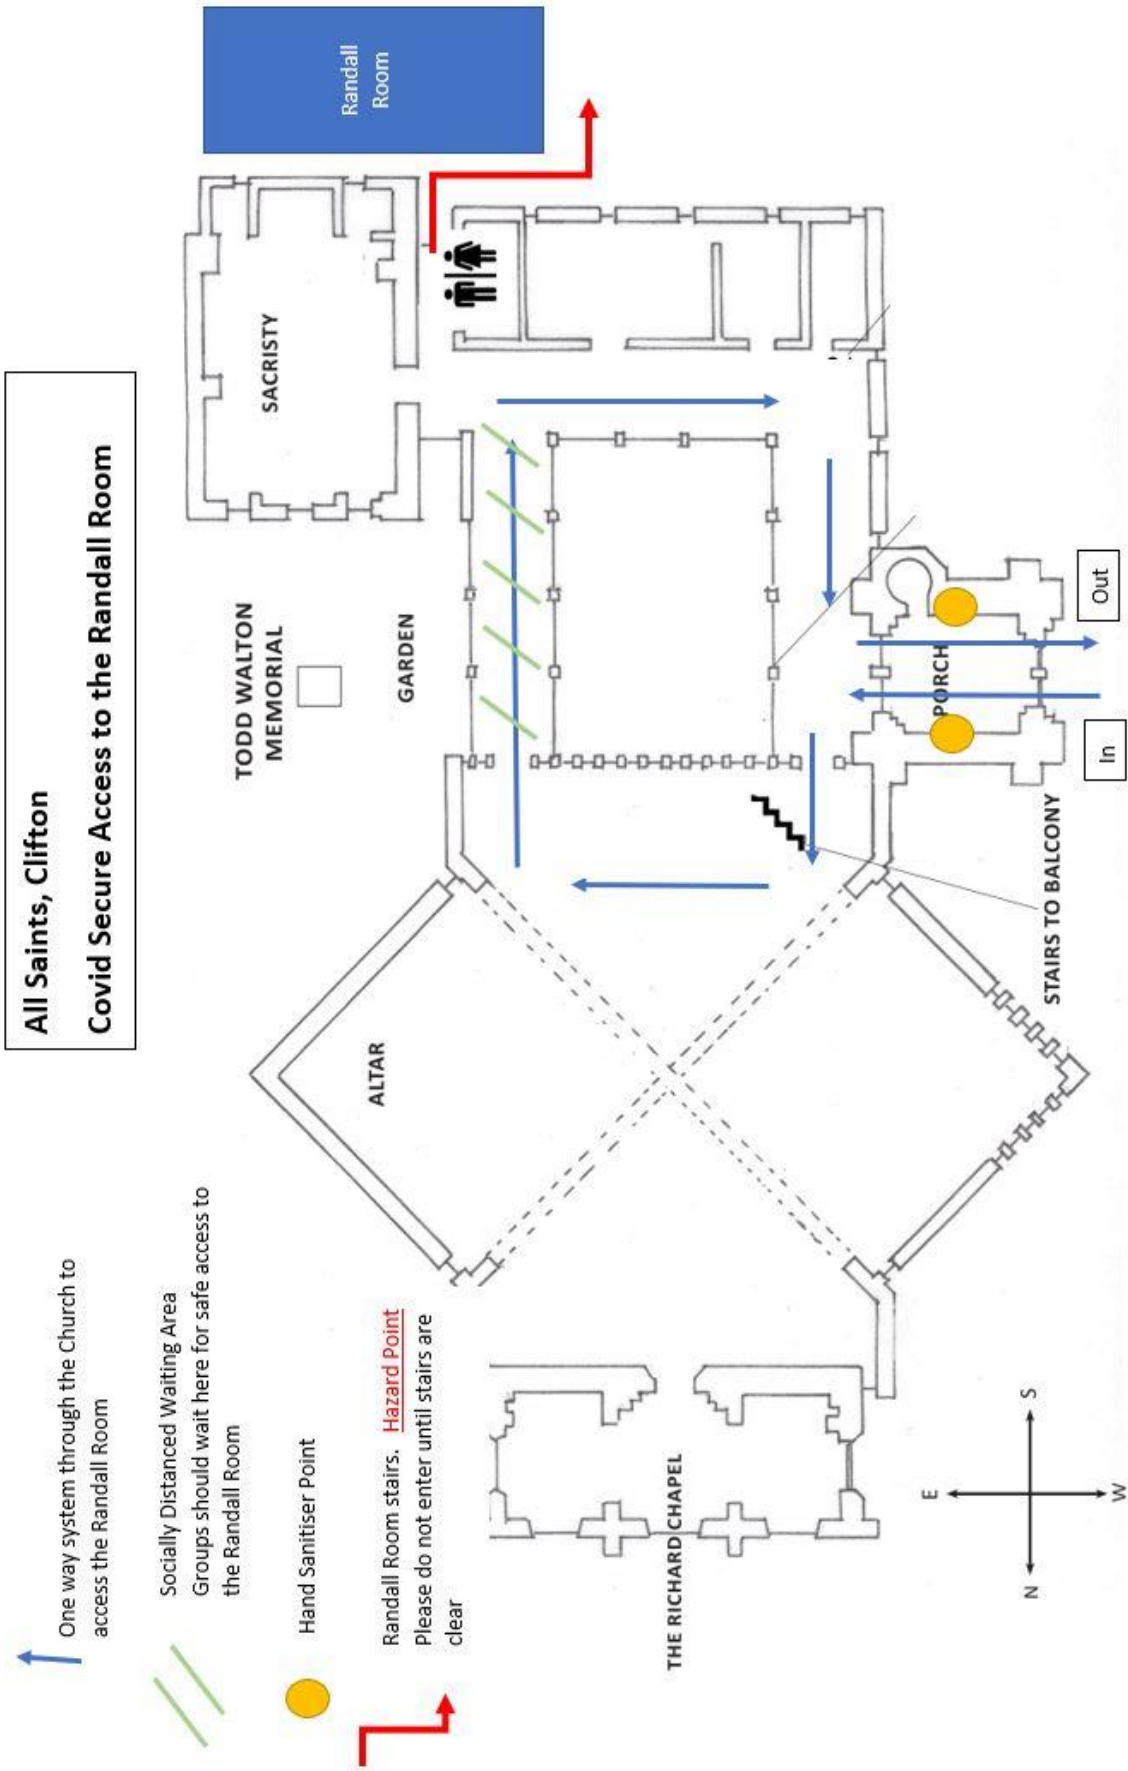 All Saints, Clifton
Covid Secure Access to the Randall Room
One way system through the Church to
access the Randall Room
Socially Distanced Waiting Area
Groups should wait here for safe access to
the Randall Room
Hand Sanitiser Point
Randall Room stairs. Hazard Point
Please do not enter until stairs are
clear
Randall
Room
SACRISTY
TODD WALTON
MEMORIAL
GARDEN
ALTAR
PORCH
In
Out
STAIRS TO BALCONY
THE RICHARD CHAPEL
N
E
S
W